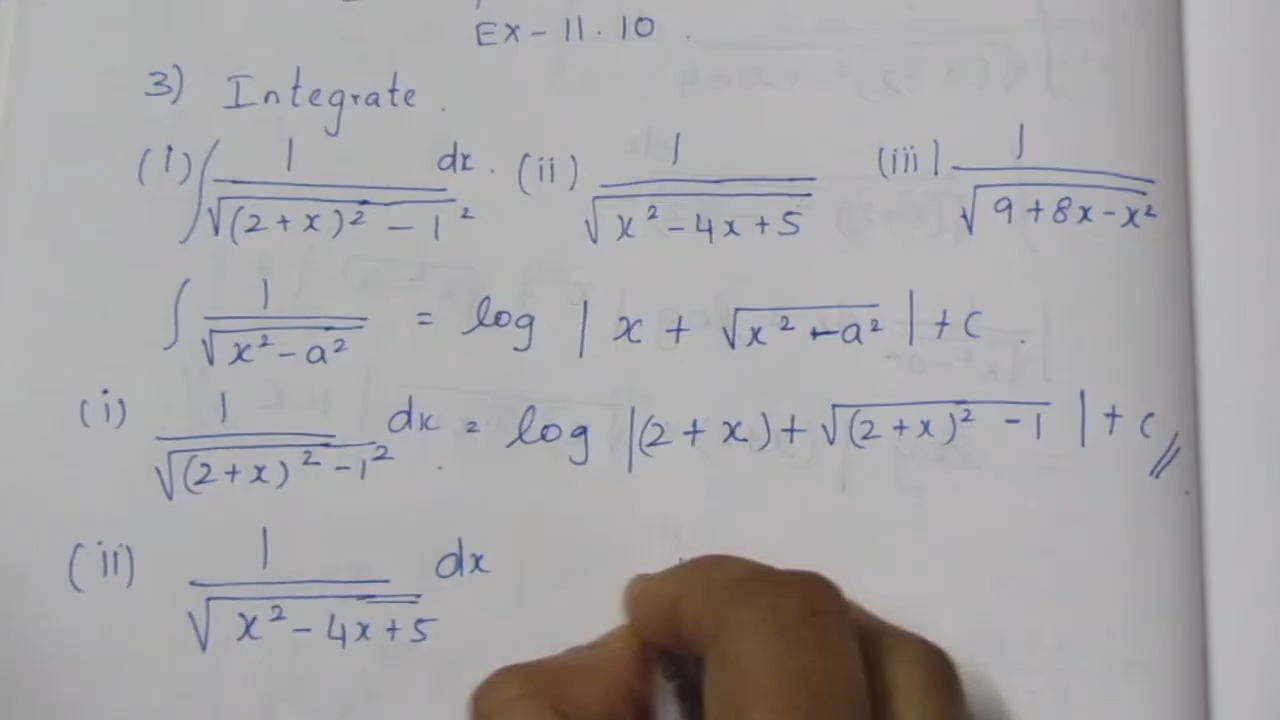 Ex - 11.10.
3) Integrate.
(i) ∫ 1/√((2+x)² - 1²) dx. (ii) 1/√(x² - 4x + 5) (iii) 1/√(9 + 8x - x²)
∫ 1/√(x² - a²) = log | x + √(x² - a²) | + c.
(i) 1/√((2+x)² - 1²) dx = log |(2+x) + √((2+x)² - 1)| + c //.
(ii) 1/√(x² - 4x + 5) dx